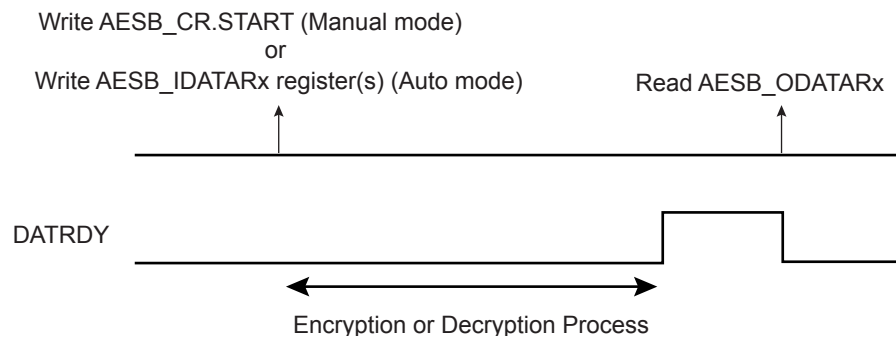 Write AESB_CR.START (Manual mode)
or
Write AESB_IDATARx register(s) (Auto mode)
Read AESB_ODATARx
DATRDY
Encryption or Decryption Process